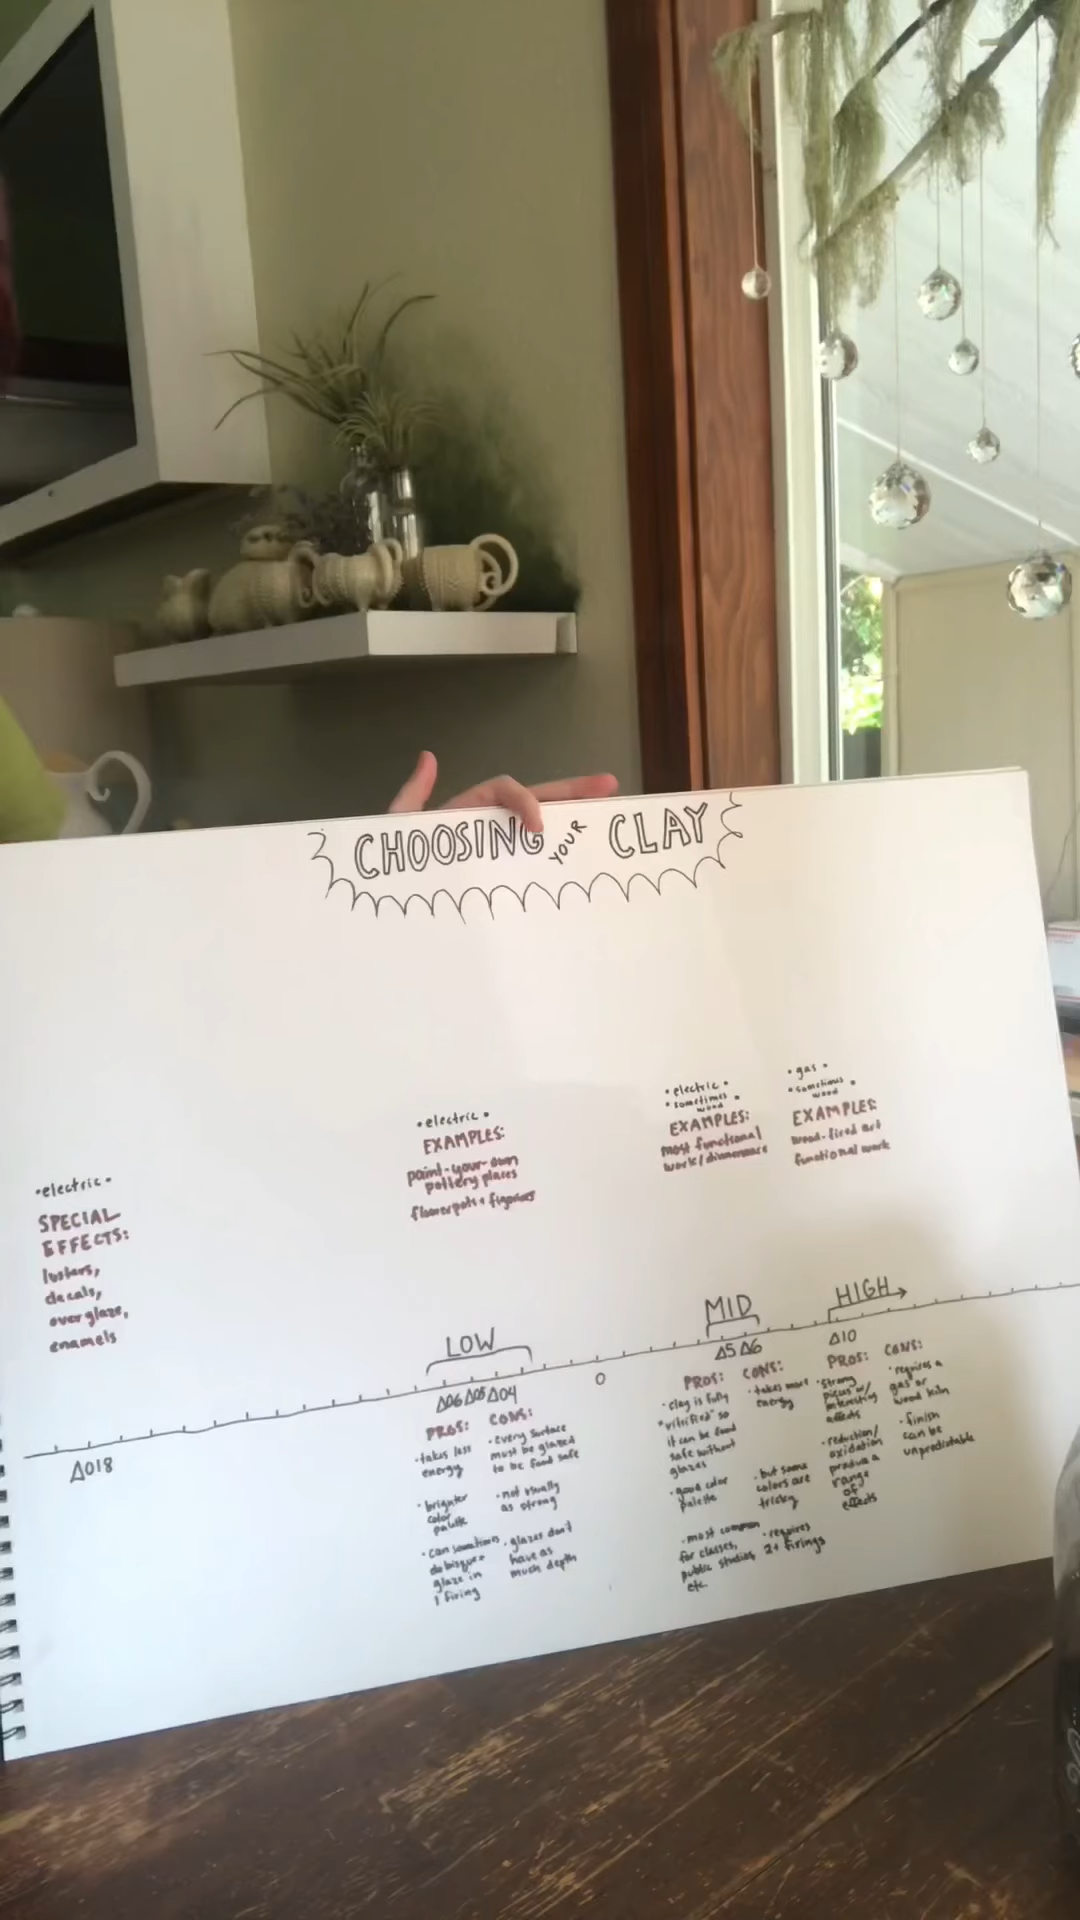 CHOOSING YOUR CLAY
•electric•
SPECIAL
EFFECTS:
lusters,
decals,
overglaze,
enamels
•electric•
EXAMPLES:
paint-your-own
pottery places
flowerpots + figurines
•electric•
•sometimes•
wood
EXAMPLES:
most functional
work/dinnerware
•gas•
•sometimes•
wood
EXAMPLES:
wood-fired art
functional work
LOW
MID
HIGH
Δ018
Δ06 Δ05 Δ04
0
Δ5 Δ6
Δ10
PROS:
•takes less
energy
•brighter
color
palette
•can sometimes
do bisque +
glaze in
1 firing
CONS:
•every surface
must be glazed
to be food safe
•not usually
as strong
•glazes don't
have as
much depth
PROS:
•clay is fully
"vitrified" so
it can be food
safe without
glazes
•good color
palette
•most common
for classes,
public studios,
etc.
CONS:
•takes more
energy
•but some
colors are
tricky
•requires
2+ firings
PROS:
•strong
pieces w/
interesting
effects
•reduction/
oxidation
produce a
range
of
effects
CONS:
•requires a
gas or
wood kiln
•finish
can be
unpredictable